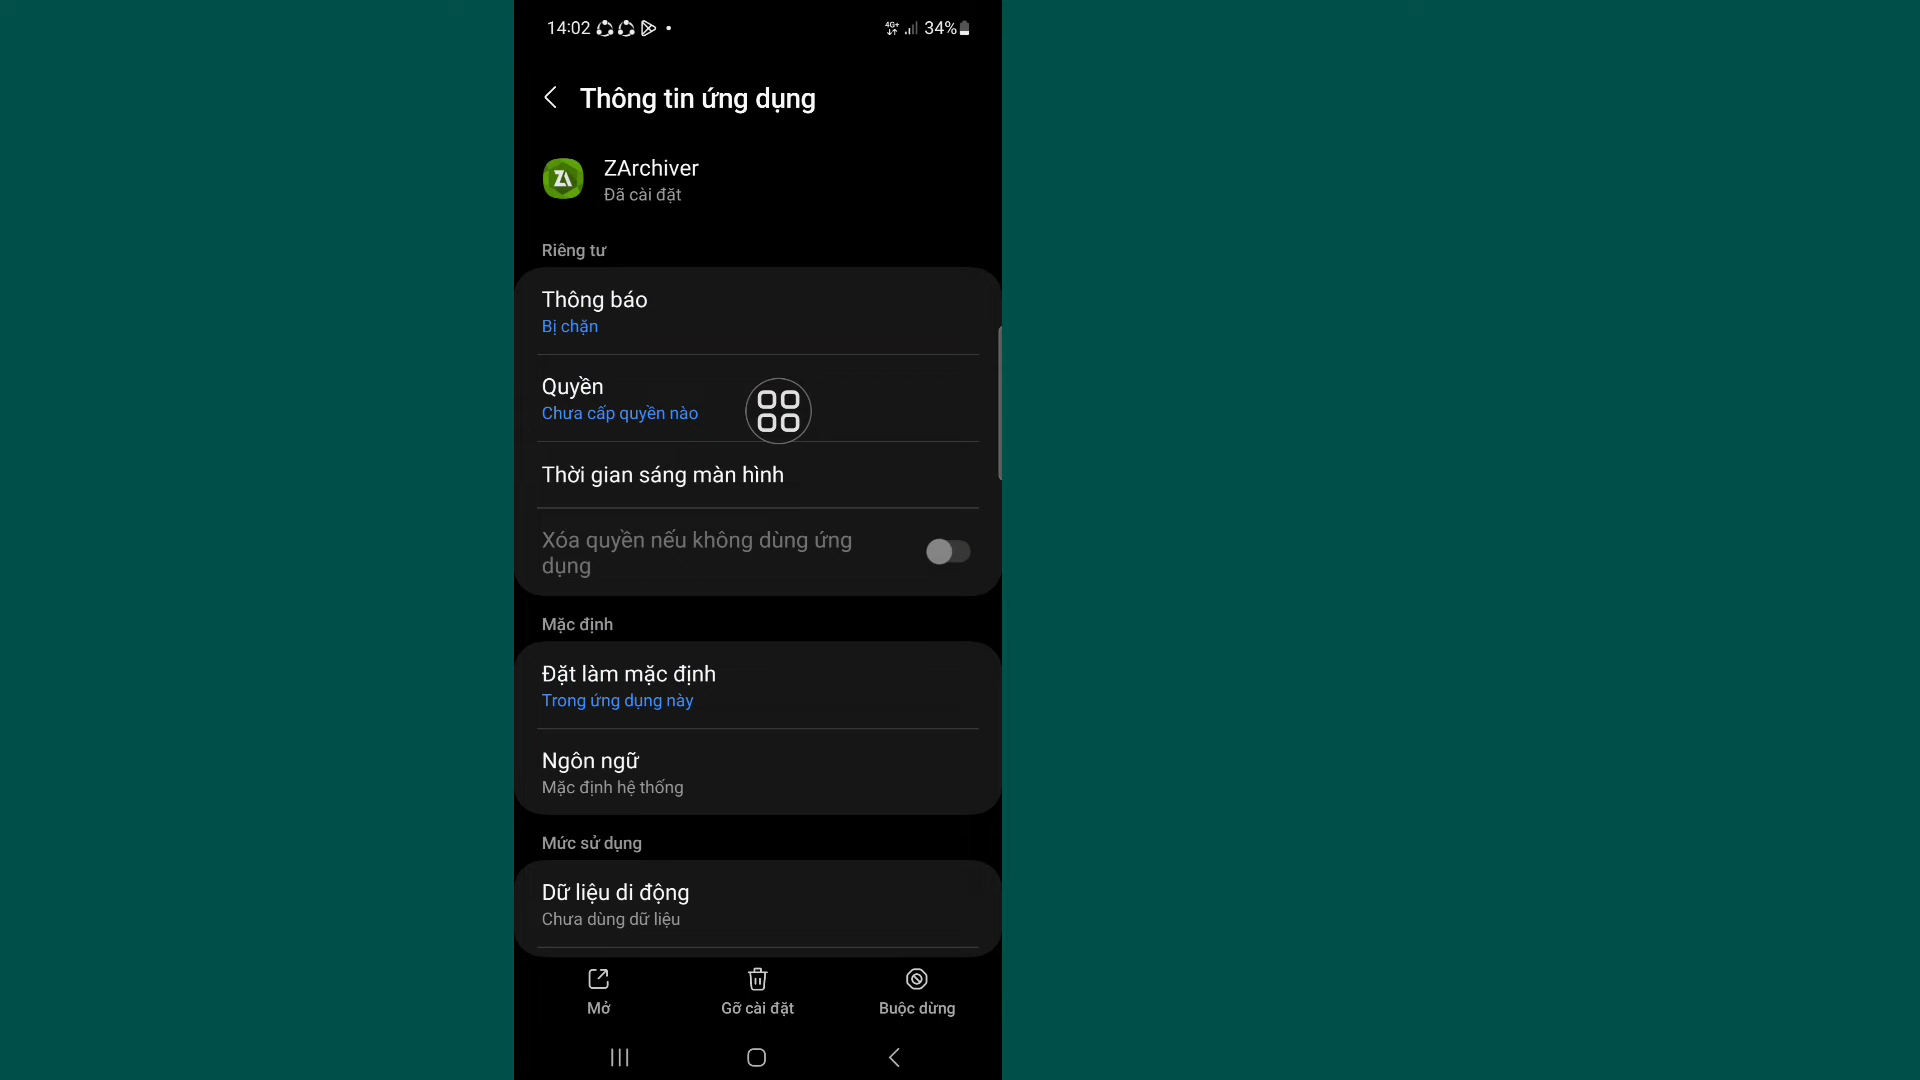 14:02
4G+ 34%
Thông tin ứng dụng
ZA
ZArchiver
Đã cài đặt
Riêng tư
Thông báo
Bị chặn
Quyền
Chưa cấp quyền nào
Thời gian sáng màn hình
Xóa quyền nếu không dùng ứng
dụng
Mặc định
Đặt làm mặc định
Trong ứng dụng này
Ngôn ngữ
Mặc định hệ thống
Mức sử dụng
Dữ liệu di động
Chưa dùng dữ liệu
Mở
Gỡ cài đặt
Buộc dừng